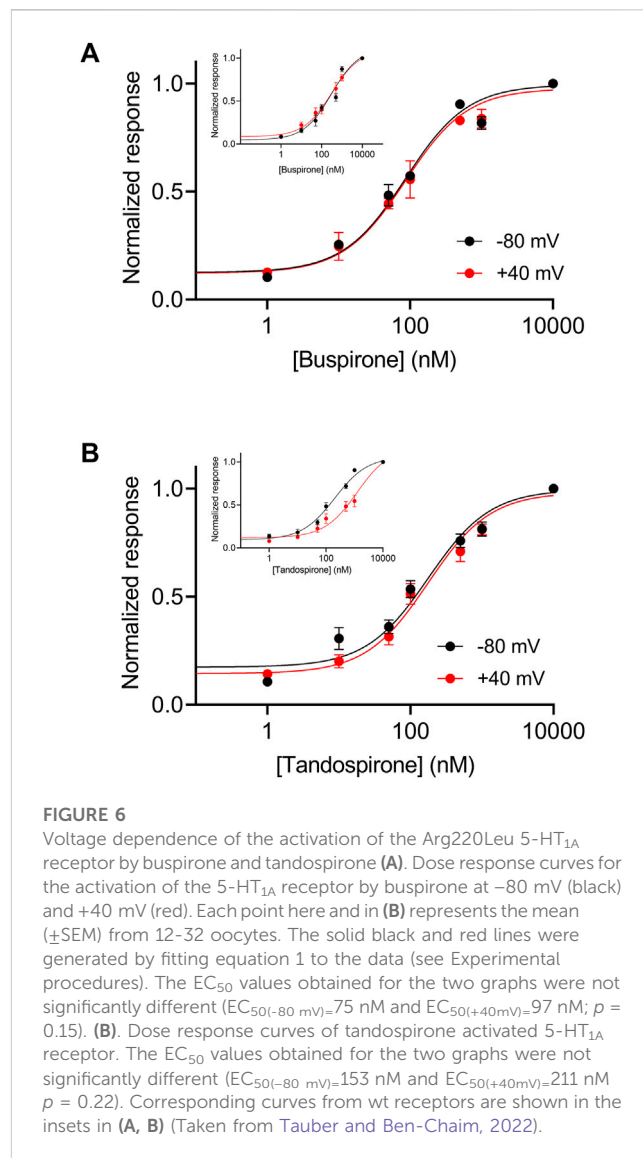 A
Normalized response
1.0
0.5
0.0
1
100
10000
[Buspirone] (nM)
-80 mV
+40 mV
Normalized response
1.0
0.5
0.0
1
100
10000
[Buspirone] (nM)
B
Normalized response
1.0
0.5
0.0
1
100
10000
[Tandospirone] (nM)
-80 mV
+40 mV
Normalized response
1.0
0.5
0.0
1
100
10000
[Tandospirone] (nM)
FIGURE 6
Voltage dependence of the activation of the Arg220Leu 5-HT1A
receptor by buspirone and tandospirone (A). Dose response curves for
the activation of the 5-HT1A receptor by buspirone at −80 mV (black)
and +40 mV (red). Each point here and in (B) represents the mean
(±SEM) from 12-32 oocytes. The solid black and red lines were
generated by fitting equation 1 to the data (see Experimental
procedures). The EC50 values obtained for the two graphs were not
significantly different (EC50(-80 mV)=75 nM and EC50(+40mV)=97 nM; p =
0.15). (B). Dose response curves of tandospirone activated 5-HT1A
receptor. The EC50 values obtained for the two graphs were not
significantly different (EC50(−80 mV)=153 nM and EC50(+40mV)=211 nM
p = 0.22). Corresponding curves from wt receptors are shown in the
insets in (A, B) (Taken from Tauber and Ben-Chaim, 2022).